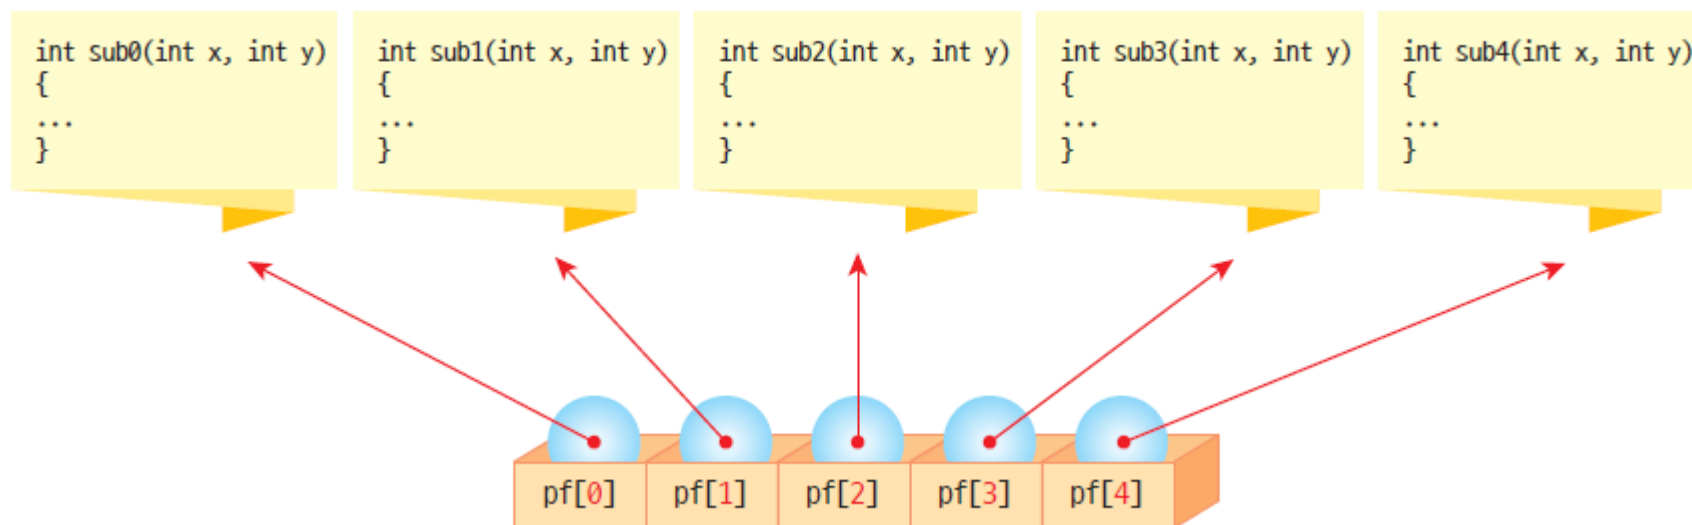 int sub0(int x, int y)
{
...
}
int sub1(int x, int y)
{
...
}
int sub2(int x, int y)
{
...
}
int sub3(int x, int y)
{
...
}
int sub4(int x, int y)
{
...
}
pf[0]
pf[1]
pf[2]
pf[3]
pf[4]